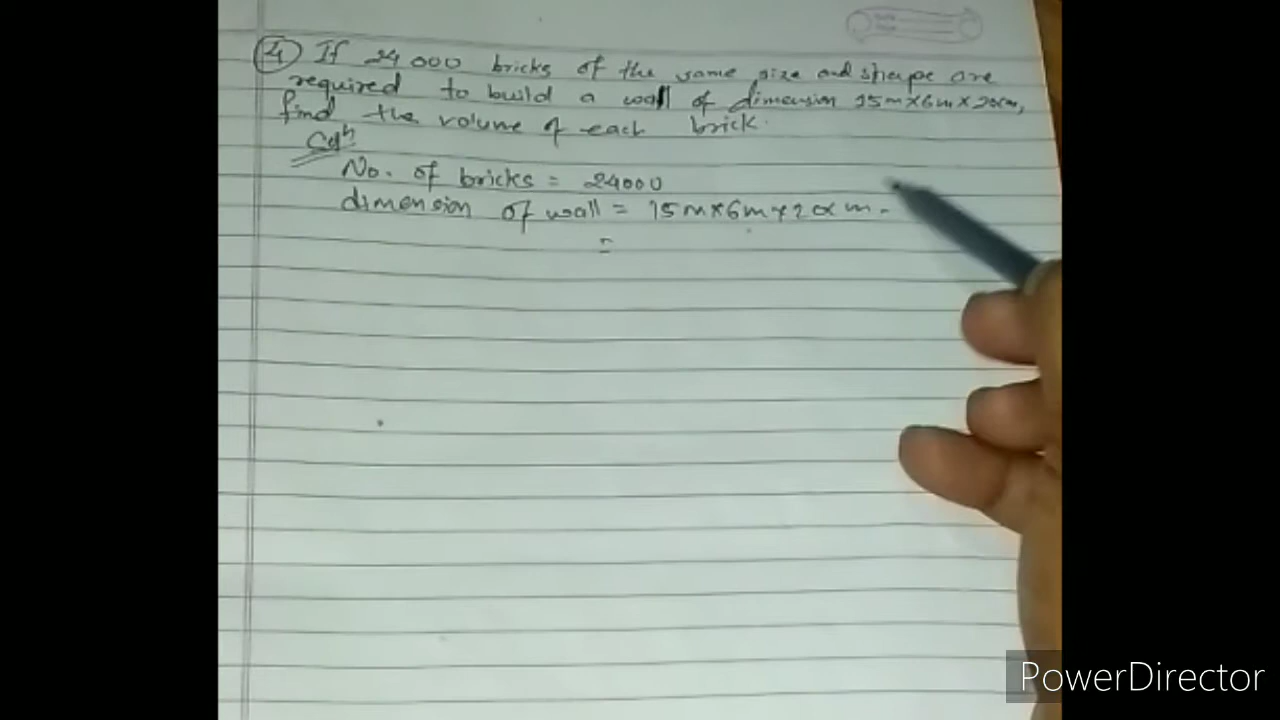 4 If 24000 bricks of the same size and shape are
required to build a wall of dimension 15m×6m×20cm,
find the volume of each brick.
Solⁿ
No. of bricks = 24000
dimension of wall = 15m×6m×20cm.
=
PowerDirector